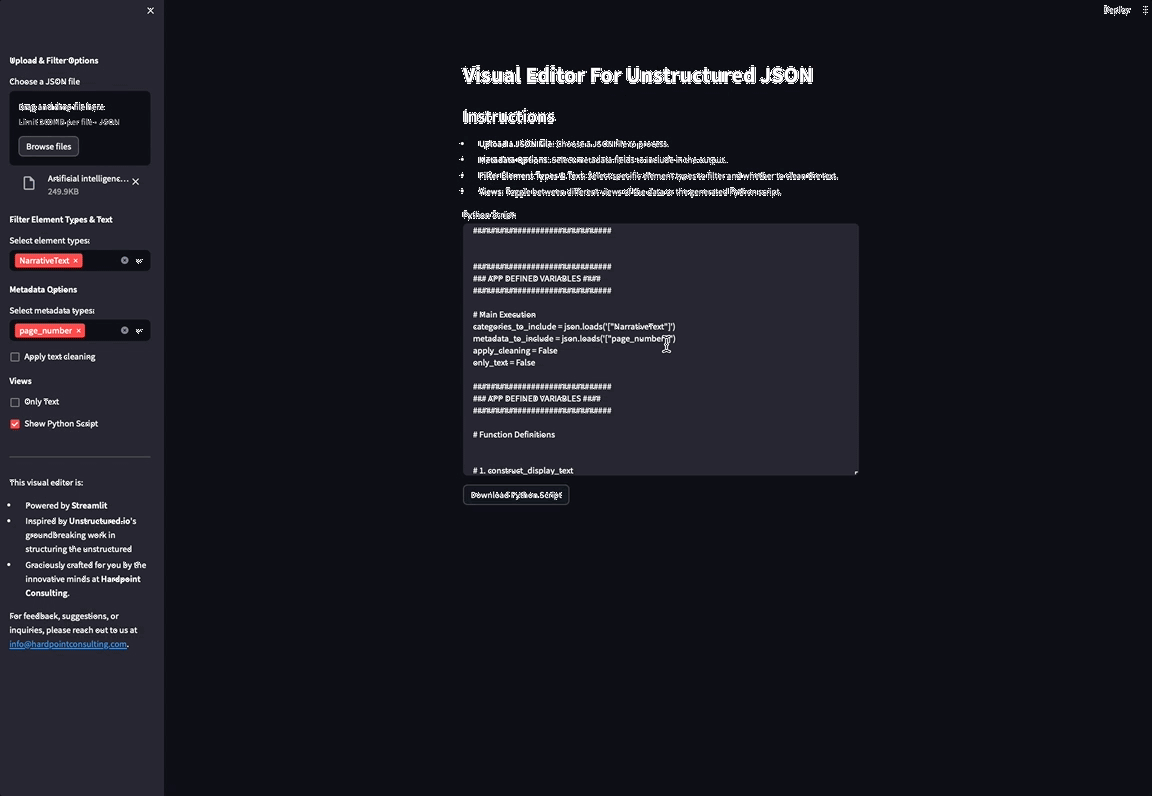 Deploy
Upload & Filter Options
Choose a JSON file
Drag and drop file here
per file • JSON
Browse files
Artificial intelligenc...
249.9KB
Filter Element Types & Text
Select element types:
NarrativeText
Metadata Options
Select metadata types:
page_number
Apply text cleaning
Views
Only Text
Show Python Script
This visual editor is:
Powered by Streamlit
Inspired by Unstructured.io's
groundbreaking work in
structuring the unstructured
Graciously crafted for you by the
innovative minds at Hardpoint
Consulting.
For feedback, suggestions, or
inquiries, please reach out to us at
info@hardpointconsulting.com.
Visual Editor For Unstructured JSON
Instructions
Upload a JSON File: Choose a JSON file to process.
Metadata Options: Select metadata fields to include in the output.
Filter Element Types & Text: Select specific element types to filter and whether to clean the text.
Views: Toggle between different views of the data or the generated Python script.
Python Script
###############################
###############################
### APP DEFINED VARIABLES ####
###############################
# Main Execution
categories_to_include = json.loads('["NarrativeText"]')
metadata_to_include = json.loads('["page_number"]')
apply_cleaning = False
only_text = False
###############################
### APP DEFINED VARIABLES ####
###############################
# Function Definitions
# 1. construct_display_text
Download Python Script